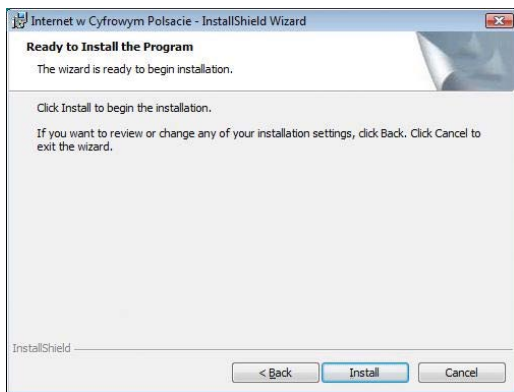 Internet w Cyfrowym Polsacie - InstallShield Wizard
Ready to Install the Program
The wizard is ready to begin installation.
Click Install to begin the installation.
If you want to review or change any of your installation settings, click Back. Click Cancel to
exit the wizard.
InstallShield
< Back
Install
Cancel